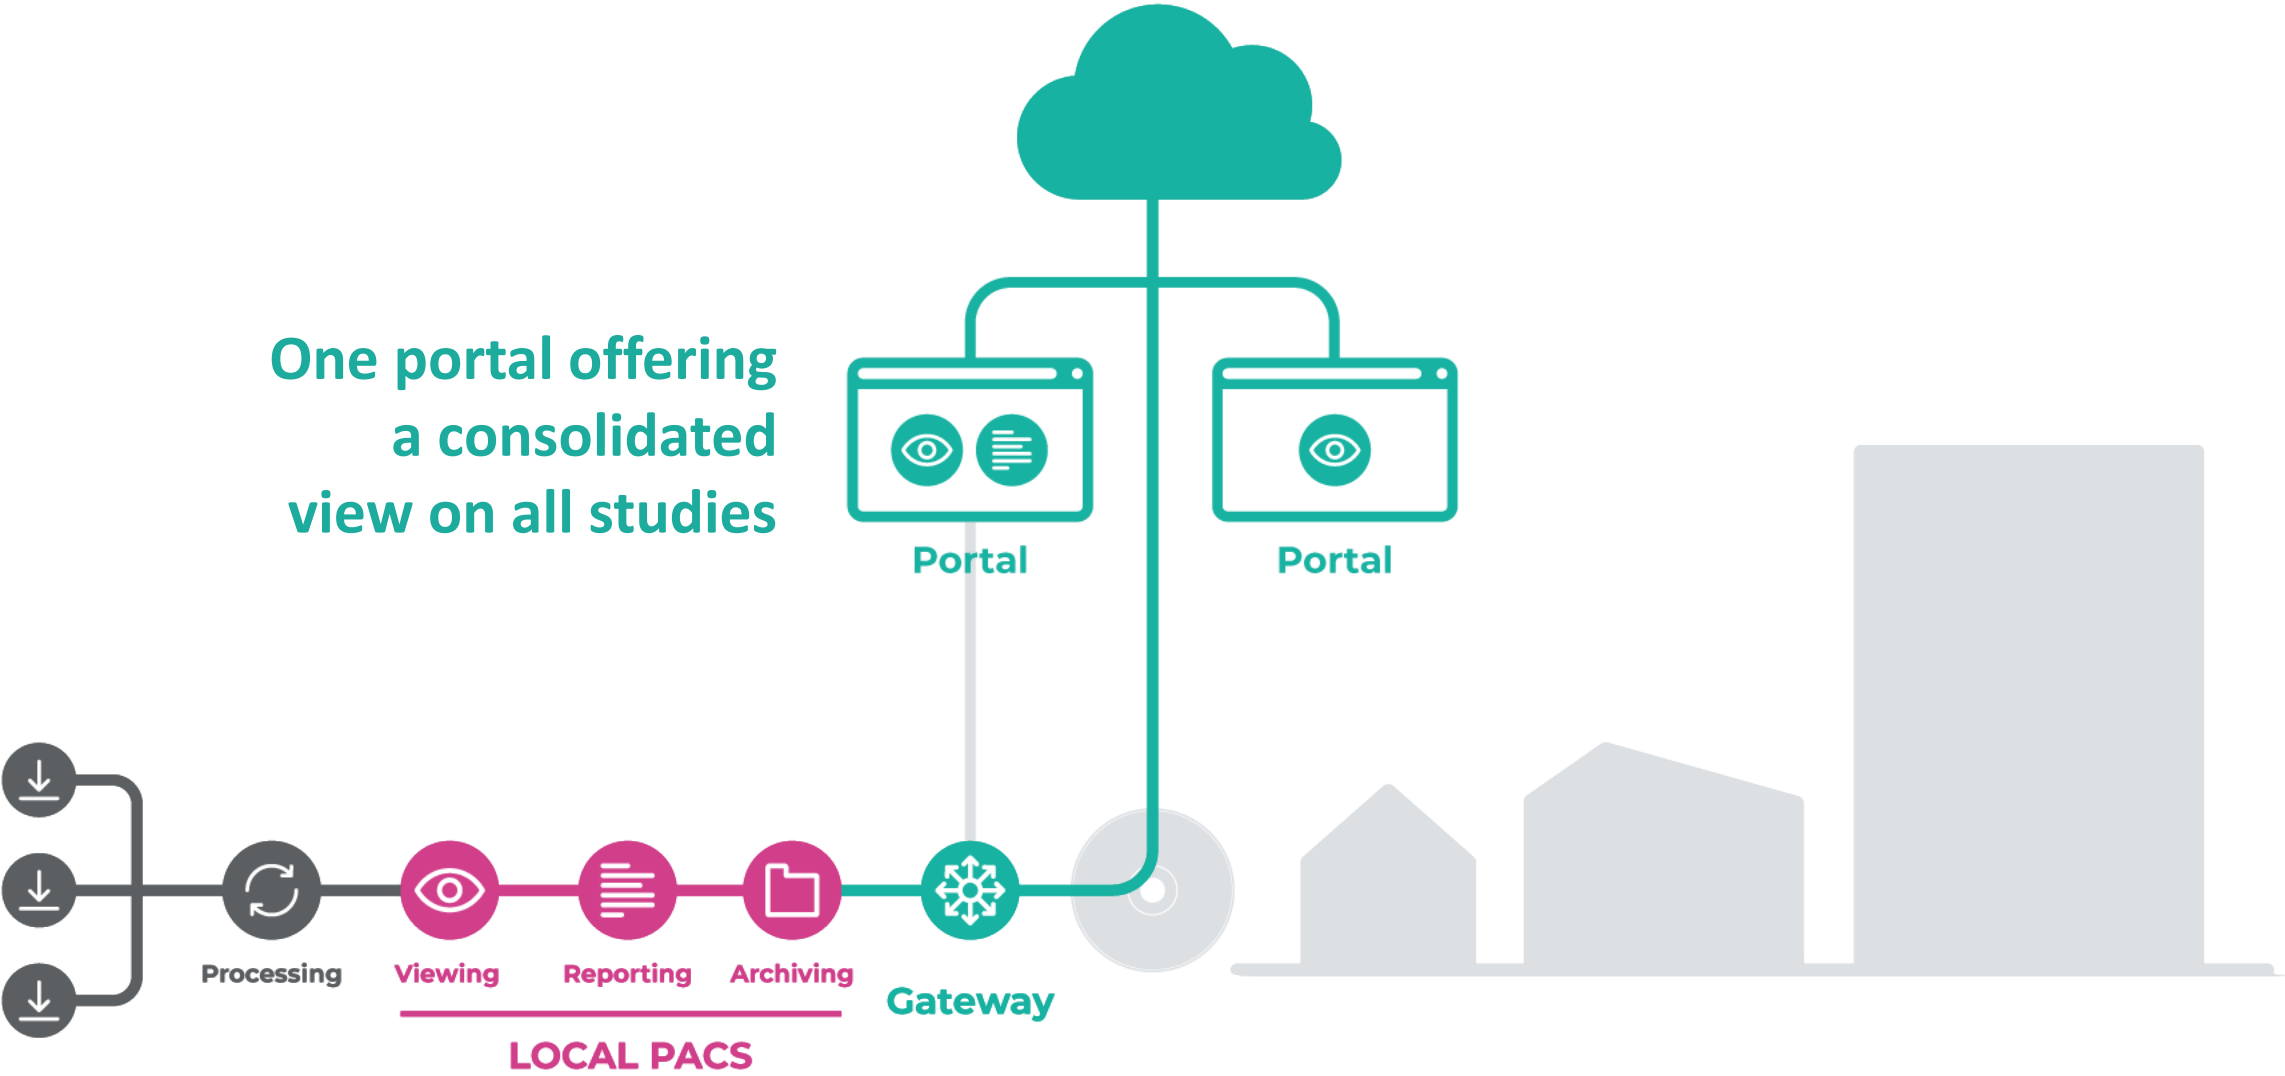 One portal offering
a consolidated
view on all studies
Portal
Portal
Processing
Viewing
Reporting
Archiving
Gateway
LOCAL PACS